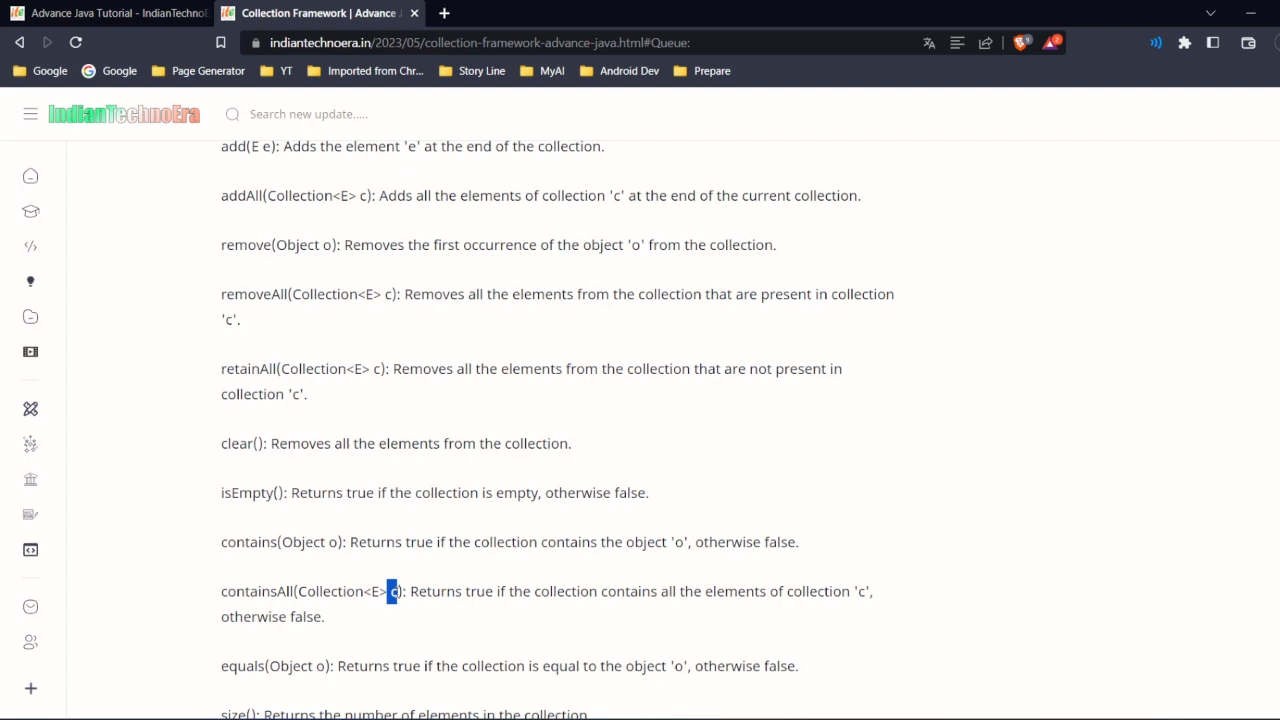 Advance Java Tutorial - IndianTechnoE
Collection Framework | Advance J
indiantechnoera.in/2023/05/collection-framework-advance-java.html#Queue:
9
2
Google
Google
Page Generator
YT
Imported from Chr...
Story Line
MyAI
Android Dev
Prepare
IndianTechnoEra
Search new update.....
add(E e): Adds the element 'e' at the end of the collection.
addAll(Collection<E> c): Adds all the elements of collection 'c' at the end of the current collection.
remove(Object o): Removes the first occurrence of the object 'o' from the collection.
removeAll(Collection<E> c): Removes all the elements from the collection that are present in collection
'c'.
retainAll(Collection<E> c): Removes all the elements from the collection that are not present in
collection 'c'.
clear(): Removes all the elements from the collection.
isEmpty(): Returns true if the collection is empty, otherwise false.
contains(Object o): Returns true if the collection contains the object 'o', otherwise false.
containsAll(Collection<E> c): Returns true if the collection contains all the elements of collection 'c',
otherwise false.
equals(Object o): Returns true if the collection is equal to the object 'o', otherwise false.
size(): Returns the number of elements in the collection.